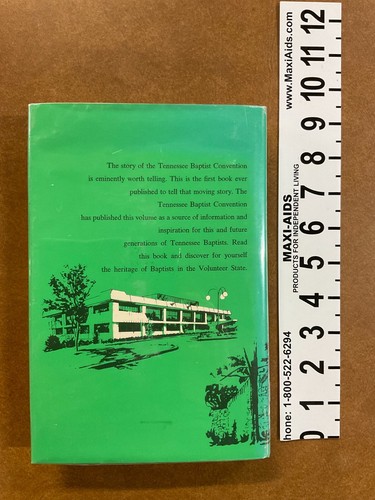 The story of the Tennessee Baptist Convention
is eminently worth telling. This is the first book ever
published to tell that moving story. The
Tennessee Baptist Convention
has published this volume as a source of information and
inspiration for this and future
generations of Tennessee Baptists. Read
this book and discover for yourself
the heritage of Baptists in the Volunteer State.
hone: 1-800-522-6294
MAXI-AIDS
PRODUCTS FOR INDEPENDENT LIVING
www.MaxiAids.com
0 1 2 3 4 5 6 7 8 9 10 11 12